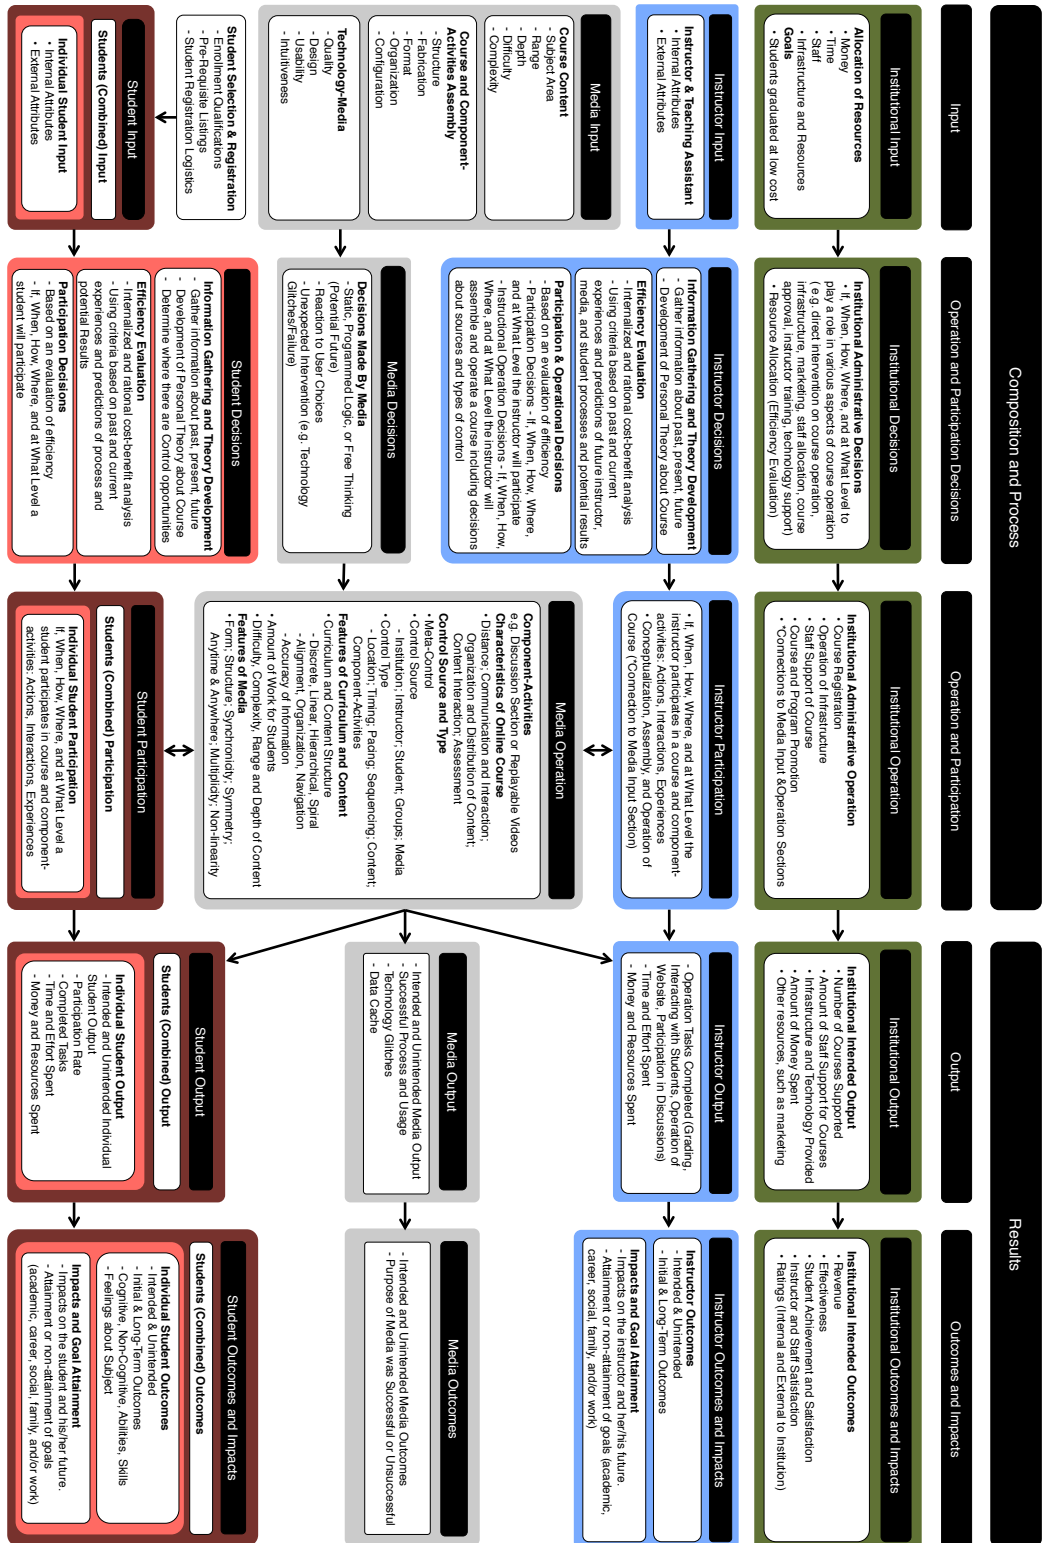 Composition and Process
Results
Input
Operation and Participation Decisions
Operation and Participation
Output
Outcomes and Impacts
Institutional Input
Allocation of Resources
• Money
• Time
• Staff
• Infrastructure and Resources
Goals
• Students graduated at low cost
Institutional Decisions
Institutional Administrative Decisions
• If, When, How, Where, and at What Level to
play a role in various aspects of course operation
(e.g. direct intervention on course operation,
infrastructure marketing, staff allocation, course
approval, instructor training, technology support)
• Resource Allocation (Efficiency Evaluation)
Institutional Operation
Institutional Administrative Operation
• Course Registration
• Operation of Infrastructure
• Staff Support of Course
• Course and Program Promotion
• *Connections to Media Input &Operation Sections
Institutional Output
Institutional Intended Output
• Number of Courses Supported
• Amount of Staff Support for Courses
• Infrastructure and Technology Provided
• Amount of Money Spent
• Other resources, such as marketing
Institutional Outcomes and Impacts
Institutional Intended Outcomes
• Revenue
• Effectiveness
• Student Achievement and Satisfaction
• Instructor and Staff Satisfaction
• Ratings (Internal and External to Institution)
Instructor Input
Instructor & Teaching Assistant
• Internal Attributes
• External Attributes
Instructor Decisions
Information Gathering and Theory Development
- Gather information about past, present, future
- Development of Personal Theory about Course
Efficiency Evaluation
- Internalized and rational cost-benefit analysis
- Using criteria based on past and current
experiences and predictions of future instructor,
media, and student processes and potential results
Participation & Operational Decisions
- Based on an evaluation of efficiency
- Participation Decisions - If, When, How, Where,
and at What Level the instructor will participate
- Instructional Operation Decisions - If, When, How,
Where, and at What Level the Instructor will
assemble and operate a course including decisions
about sources and types of control
Instructor Participation
• If, When, How, Where, and at What Level the
instructor participates in a course and component-
activities: Actions, Interactions, Experiences
• Conceptualization, Assembly, and Operation of
Course (*Connection to Media Input Section)
Instructor Output
- Operation Tasks Completed (Grading,
Interacting with Students, Operation of
Website, Participation in Discussions)
- Time and Effort Spent
- Money and Resources Spent
Instructor Outcomes and Impacts
Instructor Outcomes
- Intended & Unintended
- Initial & Long-Term Outcomes
Impacts and Goal Attainment
- Impacts on the instructor and her/his future.
- Attainment or non-attainment of goals (academic,
career, social, family, and/or work)
Media Input
Course Content
- Subject Area
- Range
- Depth
- Difficulty
- Complexity
Course and Component-
Activities Assembly
- Structure
- Fabrication
- Format
- Organization
- Configuration
Technology-Media
- Quality
- Design
- Usability
- Intuitiveness
Media Decisions
Decisions Made By Media
- Static, Programmed Logic, or Free Thinking
(Potential Future)
- Reaction to User Choices
- Unexpected Intervention (e.g. Technology
Glitches/Failure)
Media Operation
Component-Activities
e.g. Discussion Section or Replayable Videos
Characteristics of Online Course
• Distance; Communication and Interaction;
Organization and Distribution of Content;
Content Interaction; Assessment
Control Source and Type
• Meta-Control
• Control Source
- Institution; Instructor; Student; Groups; Media
• Control Type
- Location; Timing; Pacing; Sequencing; Content;
Component-Activities
Features of Curriculum and Content
• Curriculum and Content Structure
- Discrete, Linear, Hierarchical, Spiral
- Alignment, Organization, Navigation
- Accuracy of Information
• Amount of Work for Students
• Difficulty, Complexity, Range and Depth of Content
Features of Media
• Form; Structure; Synchronicity; Symmetry;
Anytime & Anywhere; Multiplicity; Non-linearity
Media Output
- Intended and Unintended Media Output
- Successful Process and Usage
- Technology Glitches
- Data Cache
Media Outcomes
- Intended and Unintended Media Outcomes
- Purpose of Media was Successful or Unsuccessful
Student Selection & Registration
- Enrollment Qualifications
- Pre-Requisite Listings
- Student Registration Logistics
Student Input
Students (Combined) Input
Individual Student Input
• Internal Attributes
• External Attributes
Student Decisions
Information Gathering and Theory Development
- Gather information about past, present, future
- Development of Personal Theory about Course
- Determine where there are Control opportunities
Efficiency Evaluation
- Internalized and rational cost-benefit analysis
- Using criteria based on past and current
experiences and predictions of process and
potential Results
Participation Decisions
- Based on an evaluation of efficiency
- If, When, How, Where, and at What Level a
student will participate
Student Participation
Students (Combined) Participation
Individual Student Participation
If, When, How, Where, and at What Level a
student participates in course and component-
activities: Actions, Interactions, Experiences
Student Output
Students (Combined) Output
Individual Student Output
- Intended and Unintended Individual
Student Output
- Participation Rate
- Completed Tasks
- Time and Effort Spent
- Money and Resources Spent
Student Outcomes and Impacts
Students (Combined) Outcomes
Individual Student Outcomes
- Intended & Unintended
- Initial & Long-Term Outcomes
- Cognitive, Non-Cognitive, Abilities, Skills
- Feelings about Subject
Impacts and Goal Attainment
- Impacts on the student and his/her future.
- Attainment or non-attainment of goals
(academic, career, social, family, and/or work)